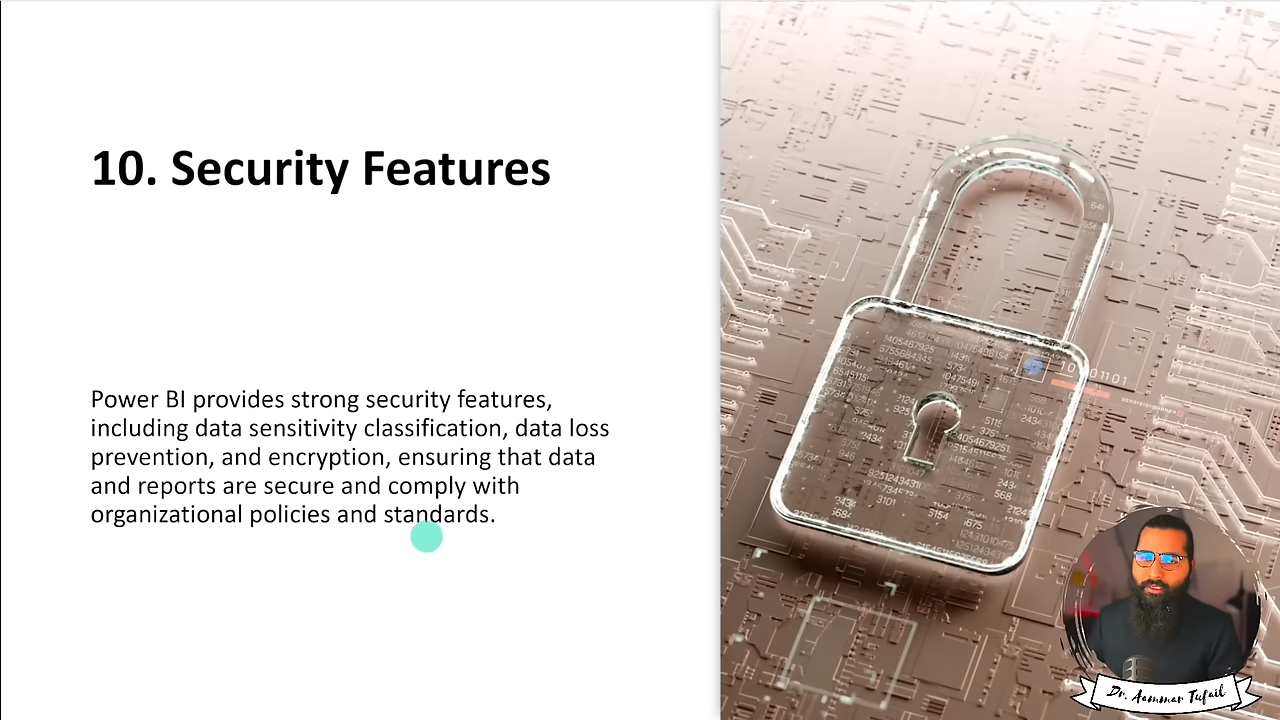 10. Security Features
Power BI provides strong security features,
including data sensitivity classification, data loss
prevention, and encryption, ensuring that data
and reports are secure and comply with
organizational policies and standards.
Dr. Aammar Tufail